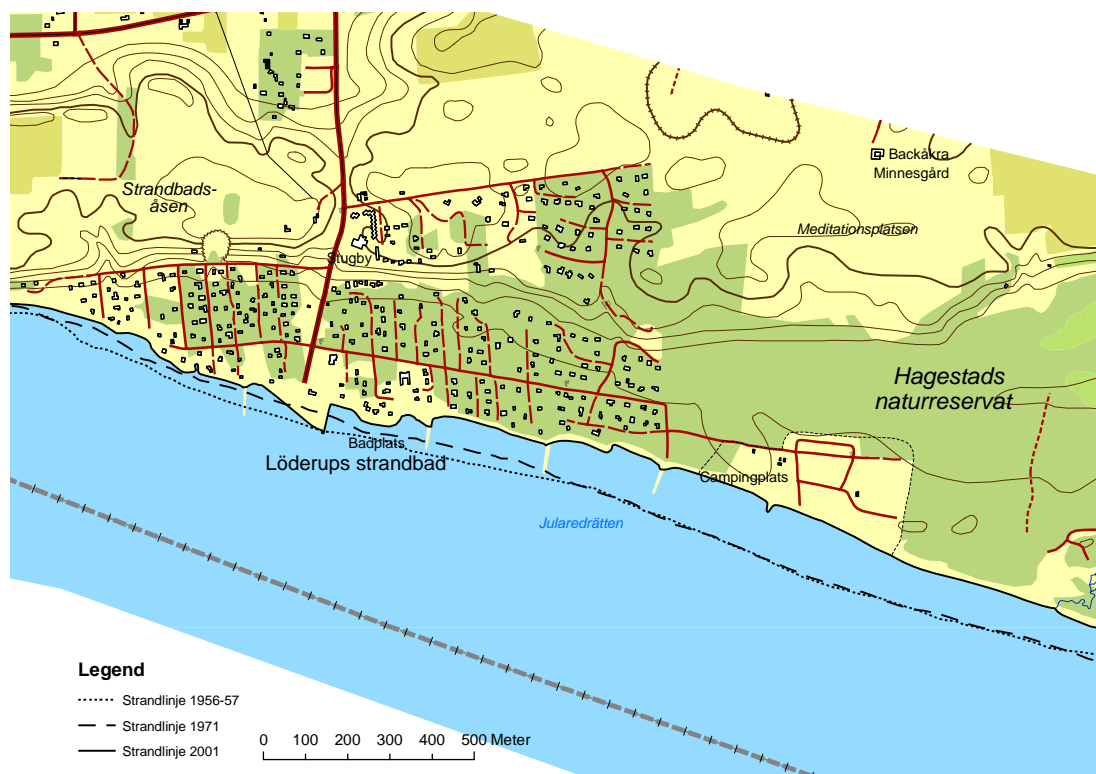 Backåkra
Minnesgård
Strandbads-
åsen
Meditationsplatsen
Stugby
Hagestads
naturreservat
Badplats
Löderups strandbad
Campingplats
Jularedrätten
Legend
Strandlinje 1956-57
Strandlinje 1971
Strandlinje 2001
0 100 200 300 400 500 Meter